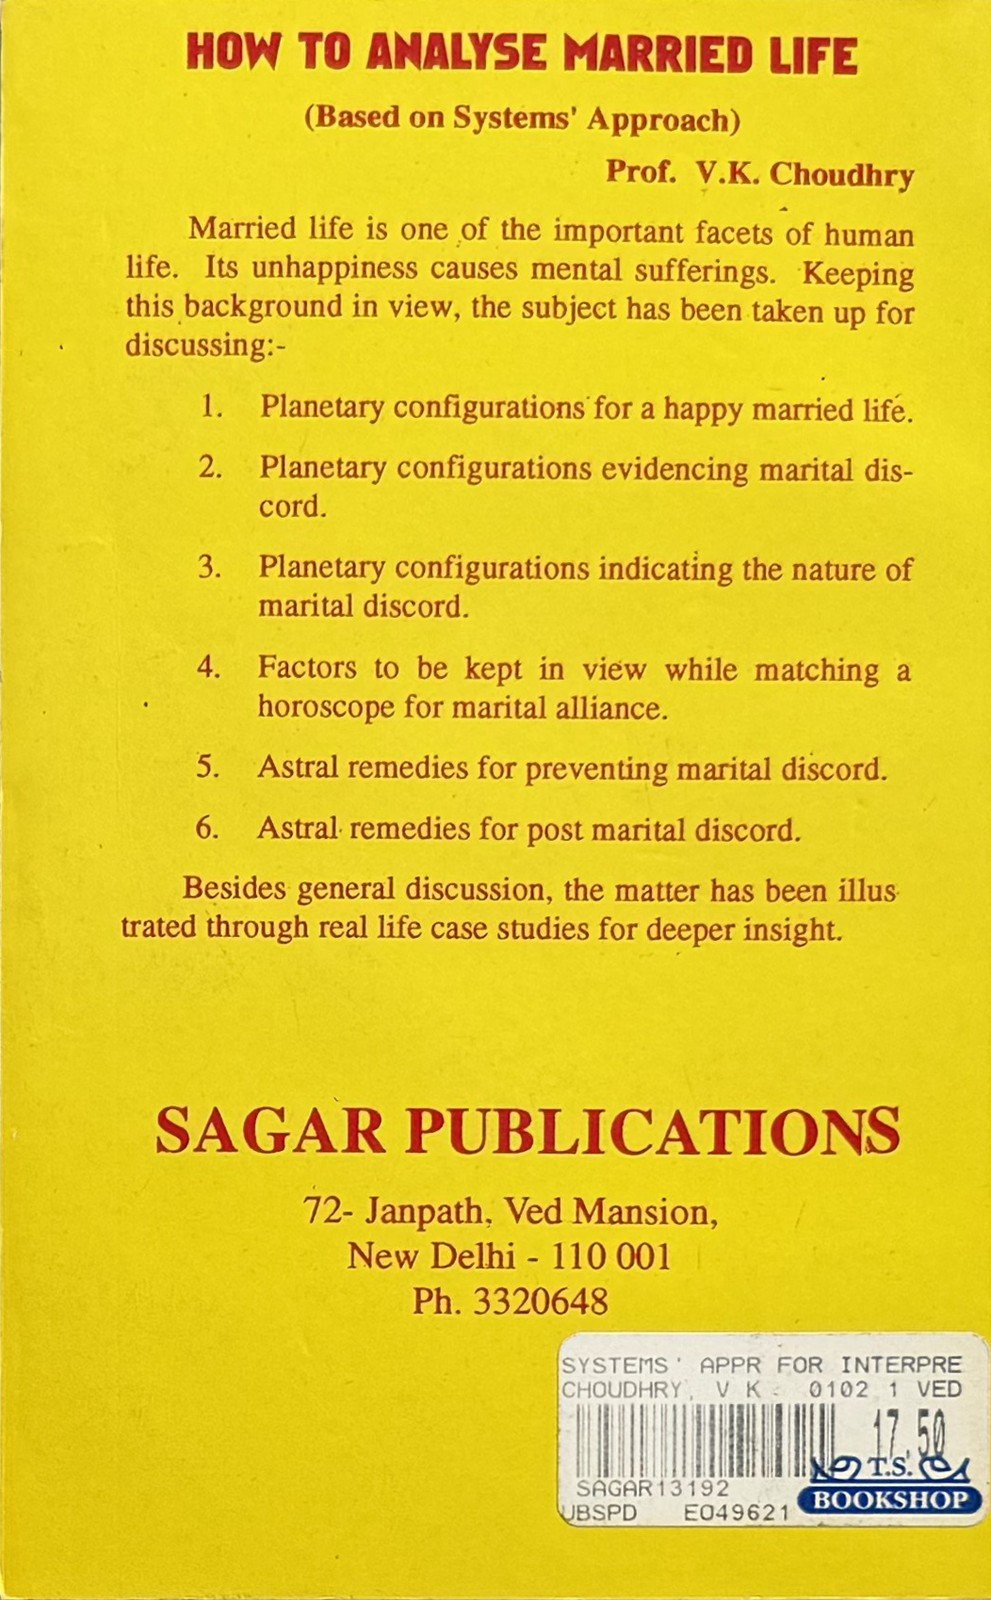 HOW TO ANALYSE MARRIED LIFE
(Based on Systems' Approach)
Prof. V.K. Choudhry
Married life is one of the important facets of human
life. Its unhappiness causes mental sufferings. Keeping
this background in view, the subject has been taken up for
discussing:-
1. Planetary configurations for a happy married life.
2. Planetary configurations evidencing marital dis-
cord.
3. Planetary configurations indicating the nature of
marital discord.
4. Factors to be kept in view while matching a
horoscope for marital alliance.
5. Astral remedies for preventing marital discord.
6. Astral remedies for post marital discord.
Besides general discussion, the matter has been illus
trated through real life case studies for deeper insight.
SAGAR PUBLICATIONS
72- Janpath, Ved Mansion,
New Delhi - 110 001
Ph. 3320648
SYSTEMS' APPR FOR INTERPRE
CHOUDHRY, V K 0102 1 VED
17.50
T.S.
SAGAR13192
BOOKSHOP
UBSPD E049621